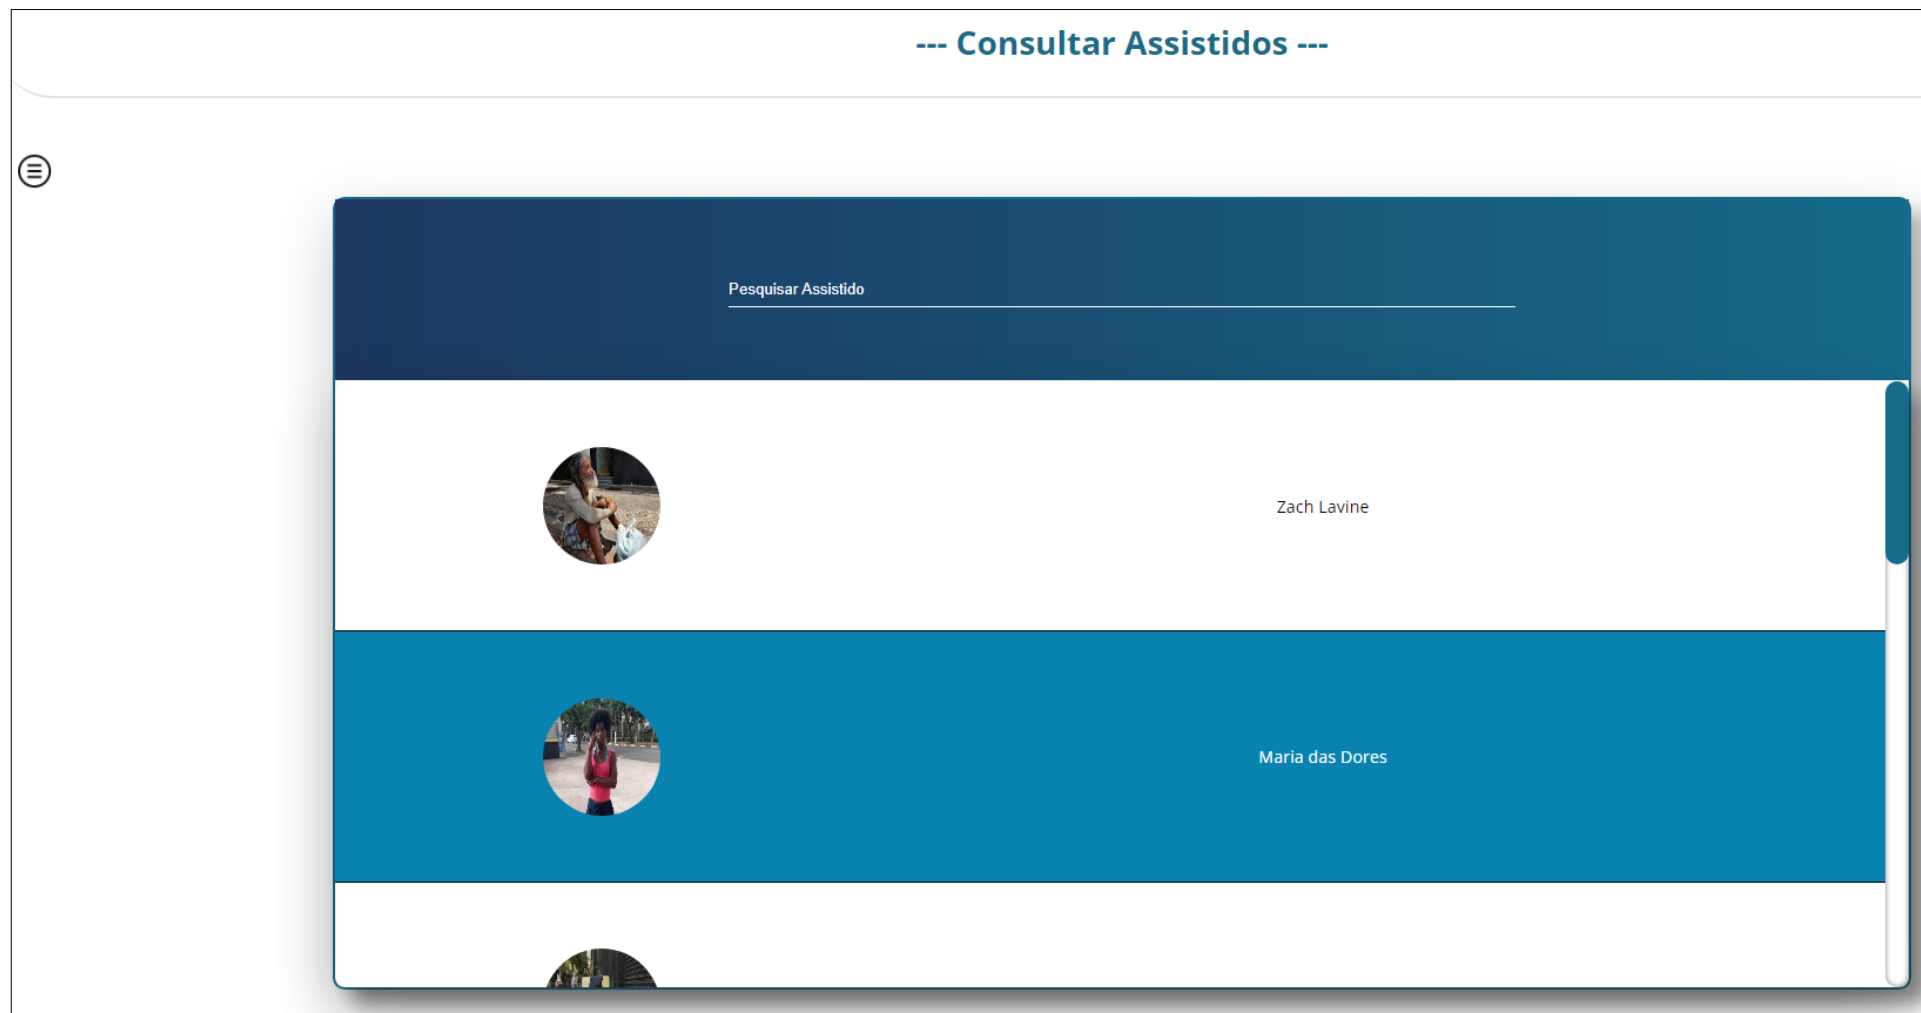 --- Consultar Assistidos ---
Pesquisar Assistido
Zach Lavine
Maria das Dores